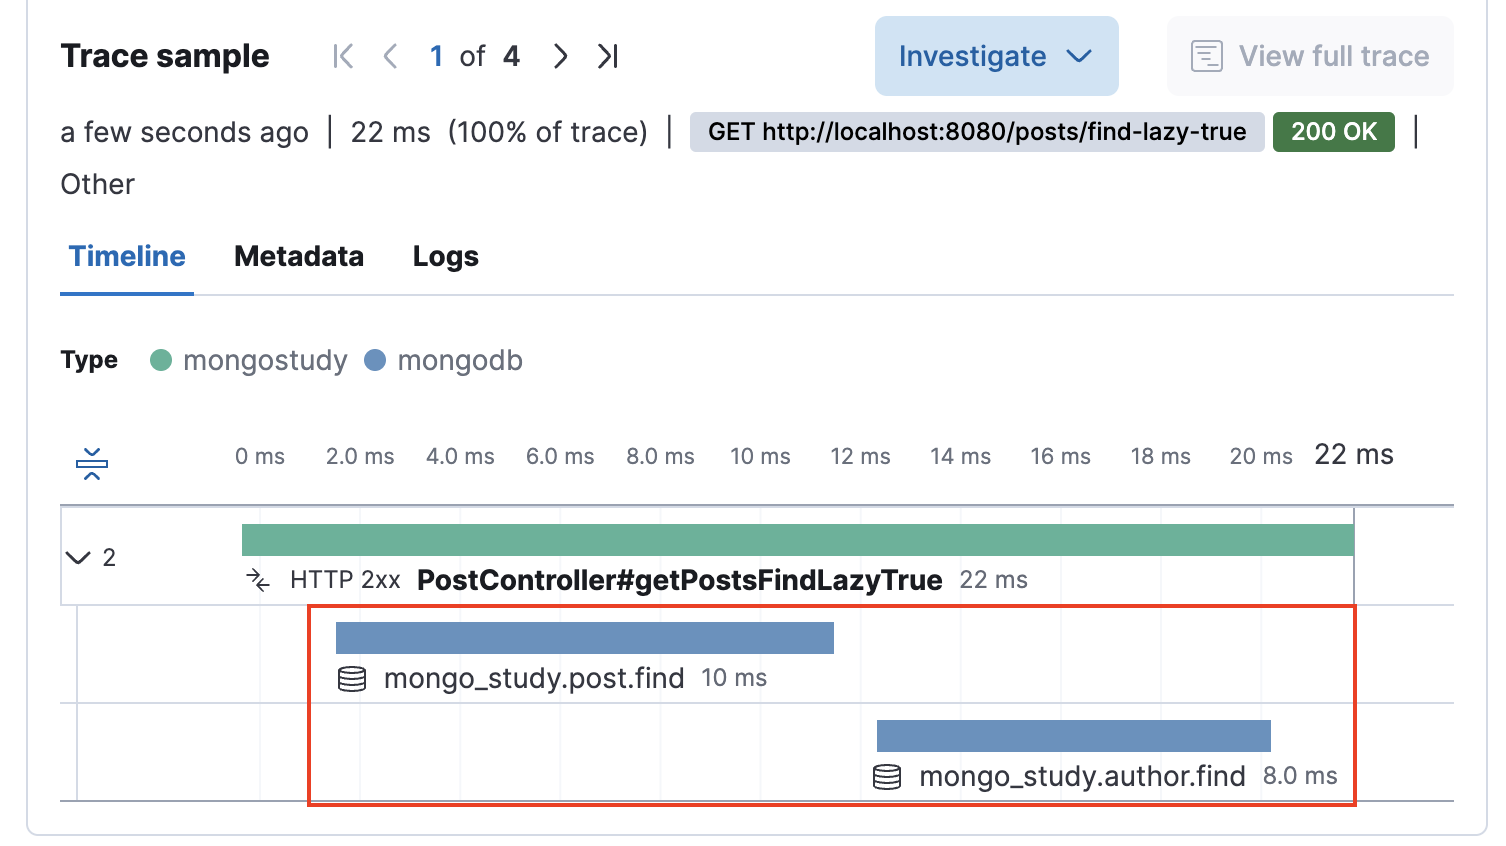 Trace sample 1 of 4 Investigate View full trace
a few seconds ago | 22 ms (100% of trace) | GET http://localhost:8080/posts/find-lazy-true 200 OK |
Other
Timeline Metadata Logs
Type mongostudy mongodb
0 ms 2.0 ms 4.0 ms 6.0 ms 8.0 ms 10 ms 12 ms 14 ms 16 ms 18 ms 20 ms 22 ms
2
HTTP 2xx PostController#getPostsFindLazyTrue 22 ms
mongo_study.post.find 10 ms
mongo_study.author.find 8.0 ms